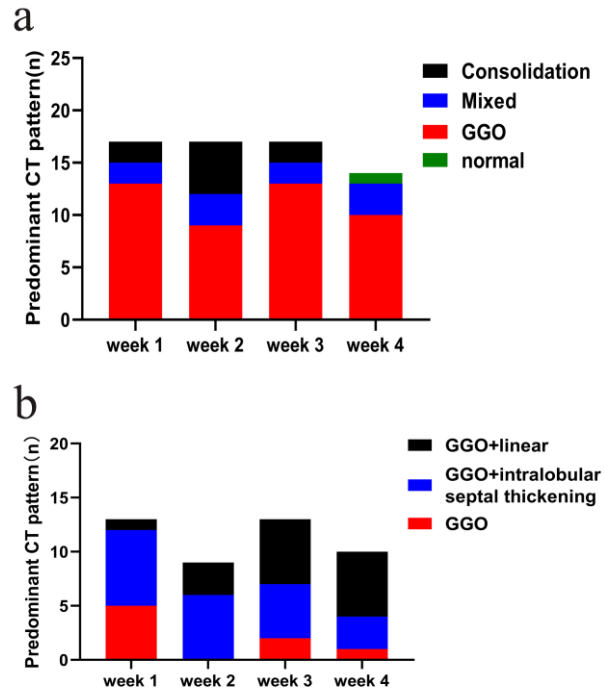 a
Predominant CT pattern(n)
25
20
15
10
5
0
week 1 week 2 week 3 week 4
Consolidation
Mixed
GGO
normal
b
Predominant CT pattern(n)
20
15
10
5
0
week 1 week 2 week 3 week 4
GGO+linear
GGO+intralobular
septal thickening
GGO